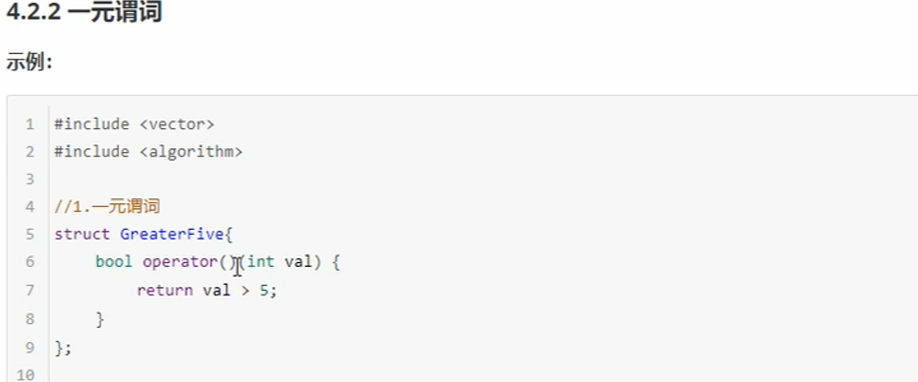 4.2.2 一元谓词
示例：
1 #include <vector>
2 #include <algorithm>
3
4 //1.一元谓词
5 struct GreaterFive{
6 bool operator()(int val) {
7 return val > 5;
8 }
9 };
10